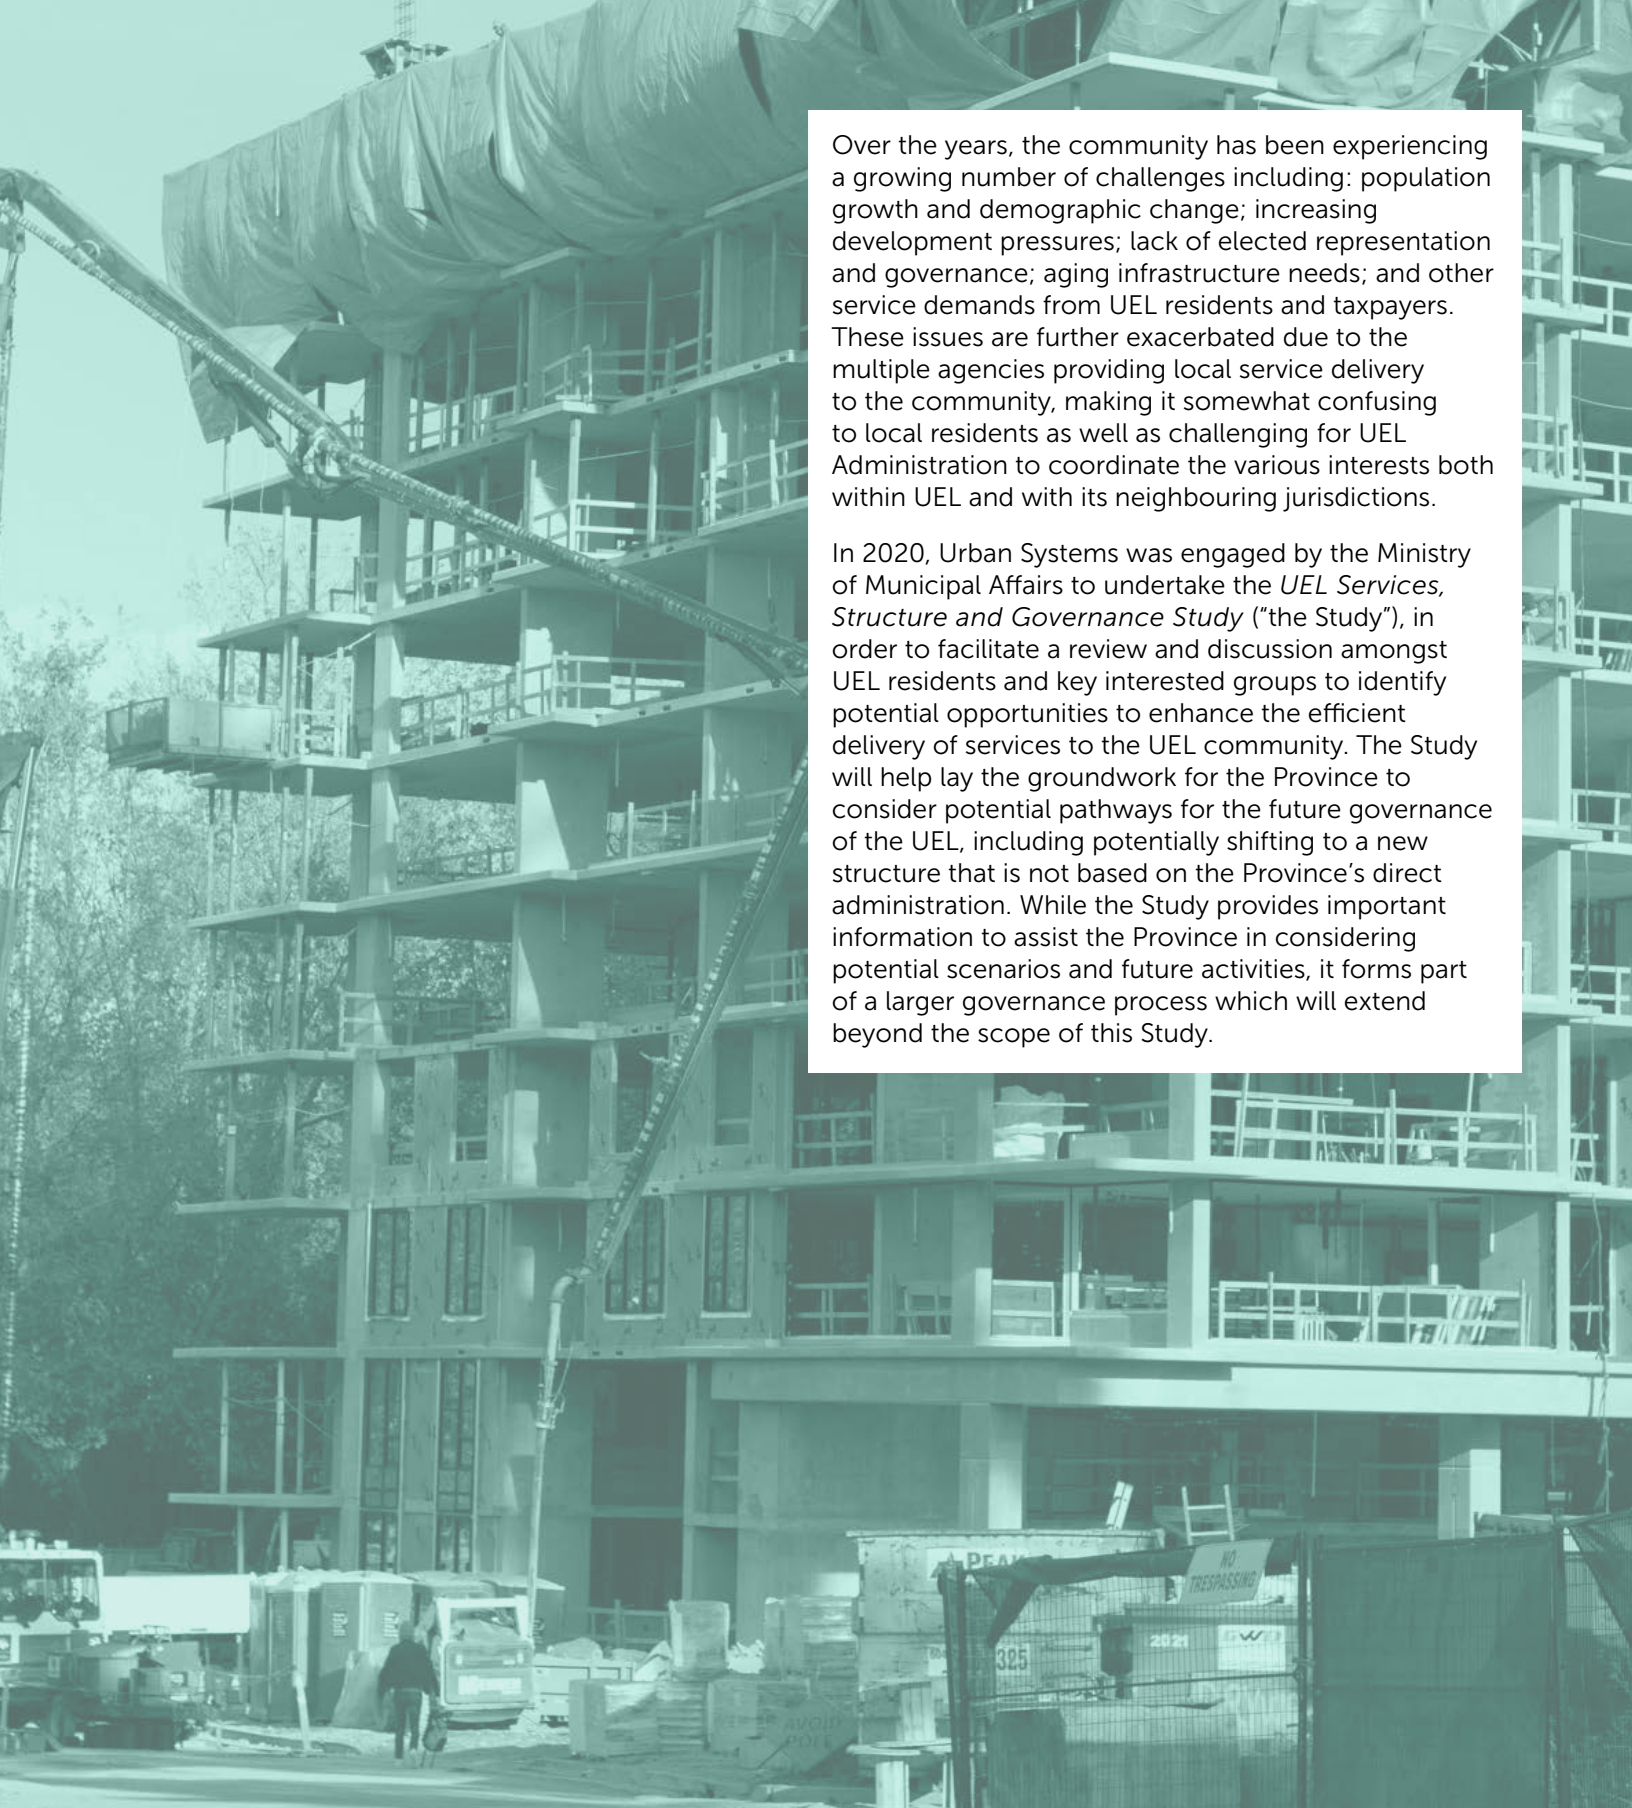 Over the years, the community has been experiencing
a growing number of challenges including: population
growth and demographic change; increasing
development pressures; lack of elected representation
and governance; aging infrastructure needs; and other
service demands from UEL residents and taxpayers.
These issues are further exacerbated due to the
multiple agencies providing local service delivery
to the community, making it somewhat confusing
to local residents as well as challenging for UEL
Administration to coordinate the various interests both
within UEL and with its neighbouring jurisdictions.
In 2020, Urban Systems was engaged by the Ministry
of Municipal Affairs to undertake the UEL Services,
Structure and Governance Study (“the Study”), in
order to facilitate a review and discussion amongst
UEL residents and key interested groups to identify
potential opportunities to enhance the efficient
delivery of services to the UEL community. The Study
will help lay the groundwork for the Province to
consider potential pathways for the future governance
of the UEL, including potentially shifting to a new
structure that is not based on the Province’s direct
administration. While the Study provides important
information to assist the Province in considering
potential scenarios and future activities, it forms part
of a larger governance process which will extend
beyond the scope of this Study.
NO
TRESPASSING
2021
GWD
325
AVOID